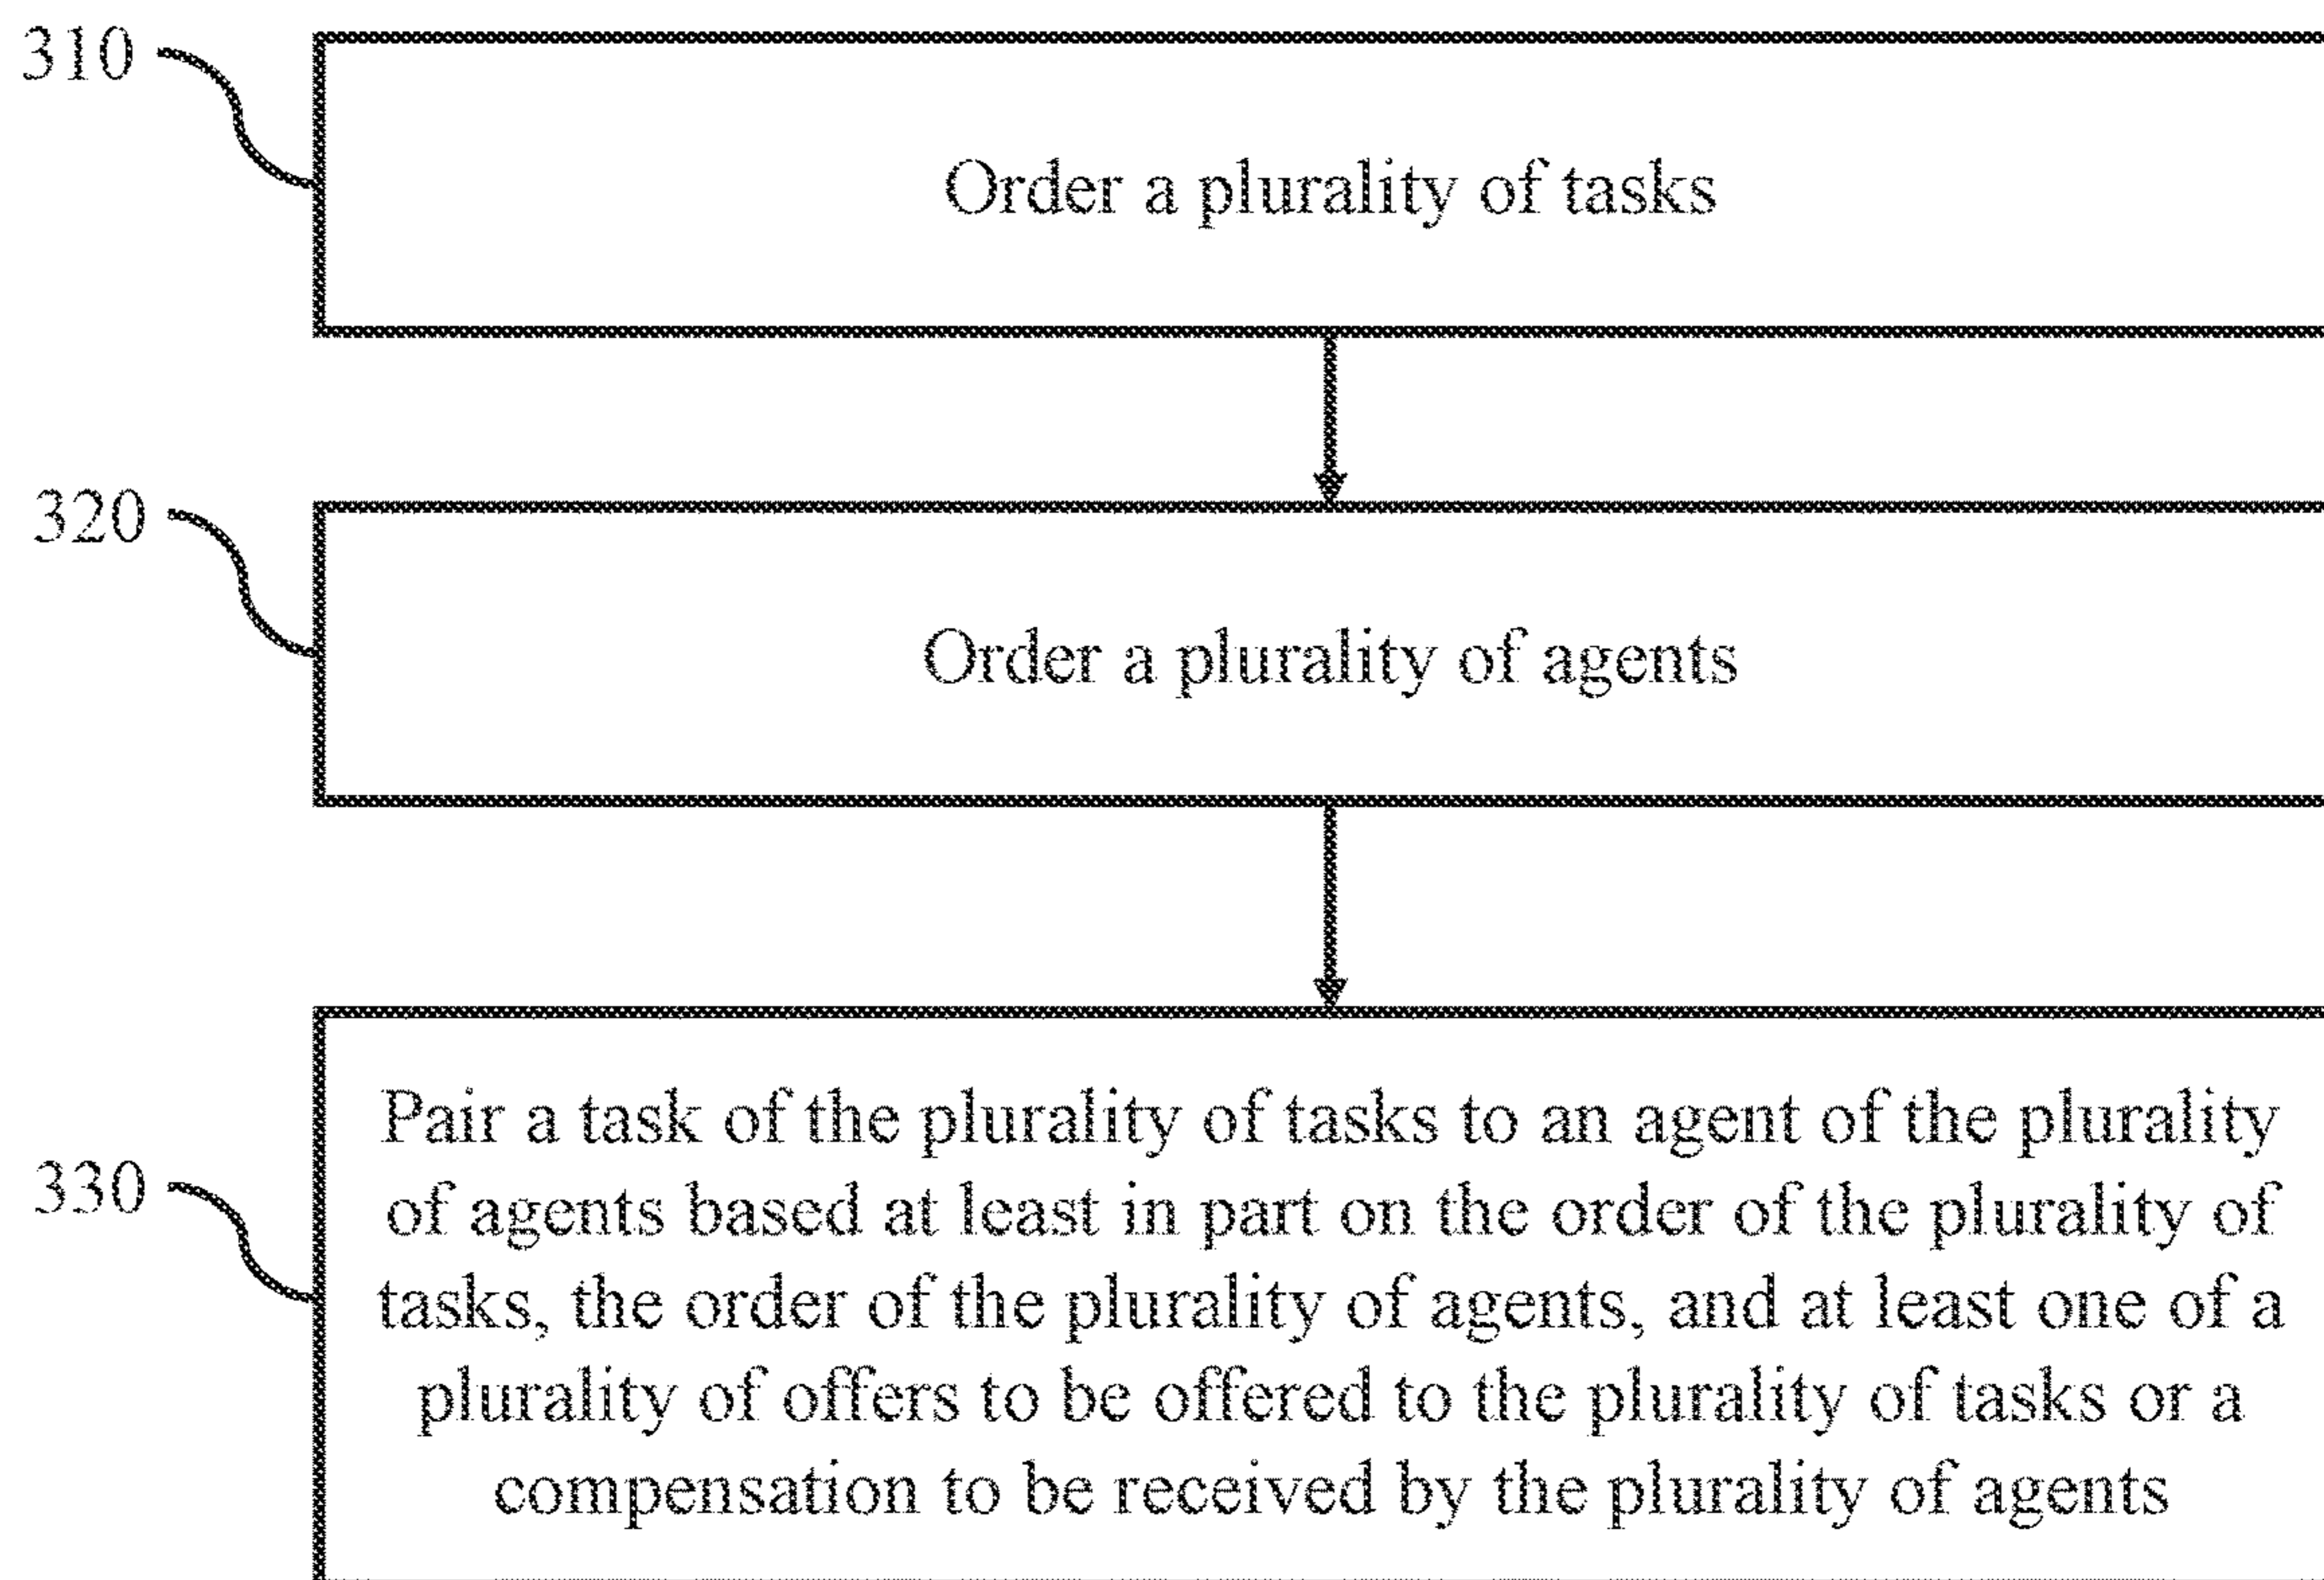 310
Order a plurality of tasks
320
Order a plurality of agents
330
Pair a task of the plurality of tasks to an agent of the plurality
of agents based at least in part on the order of the plurality of
tasks, the order of the plurality of agents, and at least one of a
plurality of offers to be offered to the plurality of tasks or a
compensation to be received by the plurality of agents